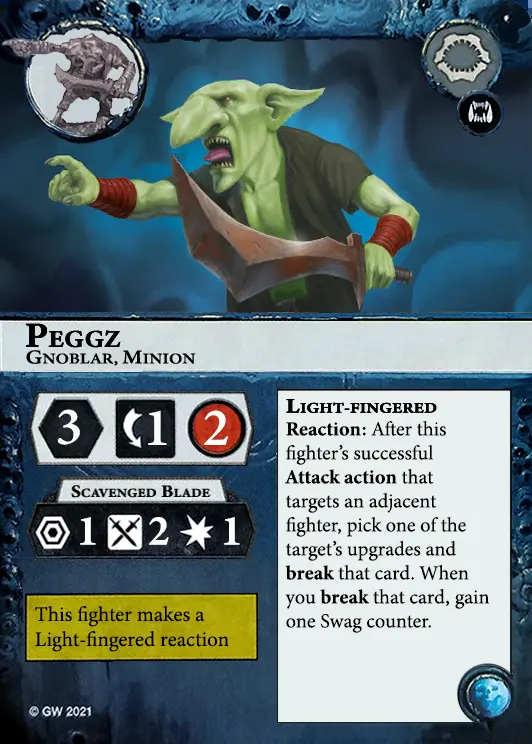 Peggz
Gnoblar, Minion
3 1 2
Scavenged Blade
1 2 1
This fighter makes a
Light-fingered reaction
Light-fingered
Reaction: After this
fighter's successful
Attack action that
targets an adjacent
fighter, pick one of the
target's upgrades and
break that card. When
you break that card, gain
one Swag counter.
© GW 2021